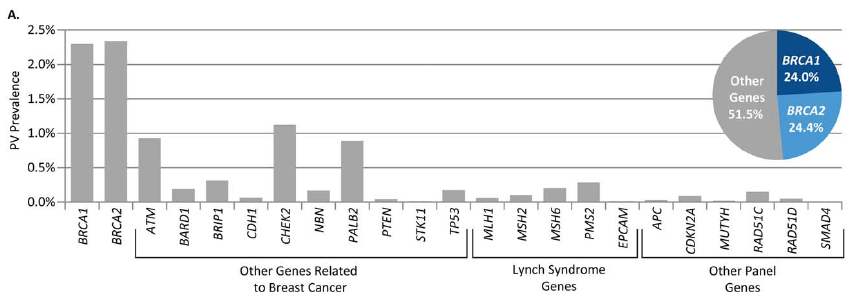 A.
2.5%
2.0%
1.5%
1.0%
0.5%
0.0%
PV Prevalence
BRCA1
BRCA2
ATM
BARD1
BRIP1
CDH1
CHEK2
NBN
PALB2
PTEN
STK11
TP53
MLH1
MSH2
MSH6
PMS2
EPCAM
APC
CDKN2A
MUTYH
RAD51C
RAD51D
SMAD4
Other Genes Related
to Breast Cancer
Lynch Syndrome
Genes
Other Panel
Genes
BRCA1
24.0%
BRCA2
24.4%
Other
Genes
51.5%